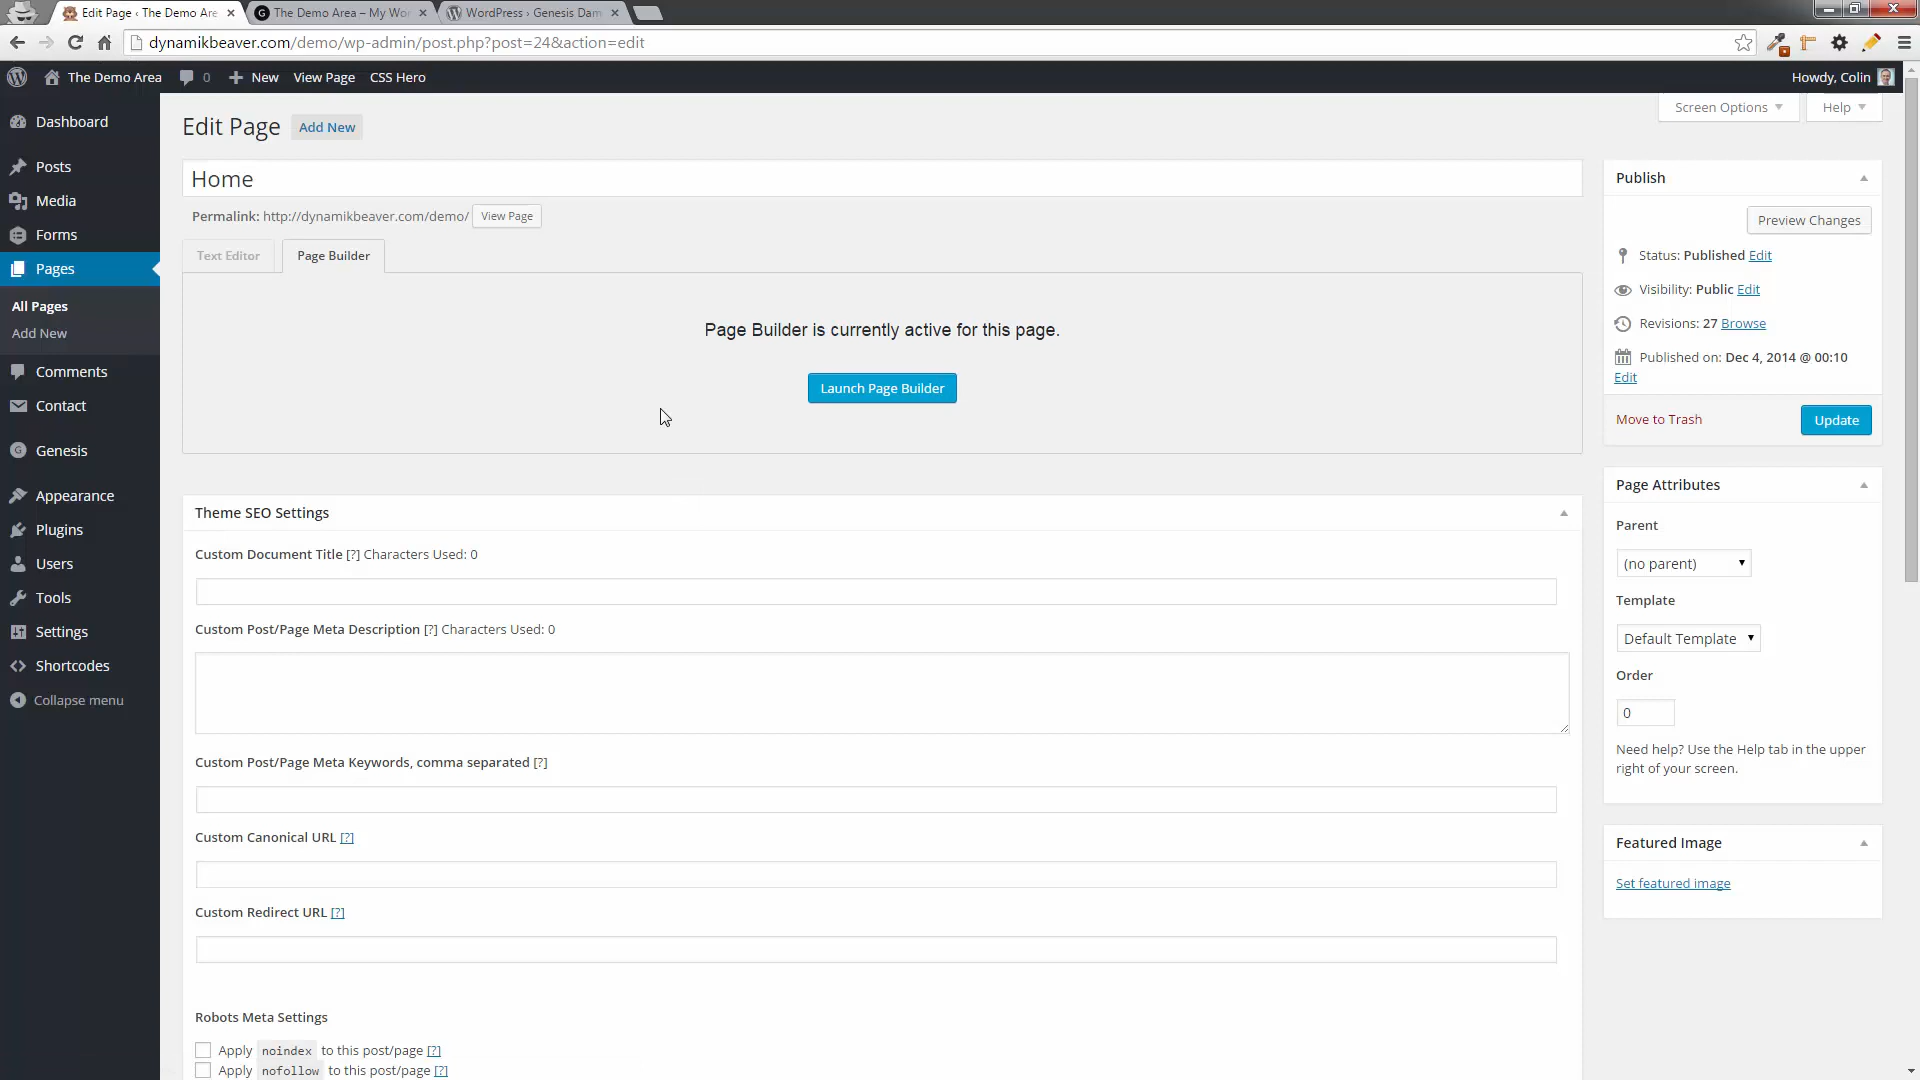 Edit Page ‹ The Demo Are
The Demo Area – My Wo
WordPress › Genesis Dam
dynamikbeaver.com/demo/wp-admin/post.php?post=24&action=edit
The Demo Area
0
New
View Page
CSS Hero
Howdy, Colin
Dashboard
Posts
Media
Forms
Pages
All Pages
Add New
Comments
Contact
Genesis
Appearance
Plugins
Users
Tools
Settings
Shortcodes
Collapse menu
Screen Options
Help
Edit Page
Add New
Home
Permalink: http://dynamikbeaver.com/demo/
View Page
Text Editor
Page Builder
Page Builder is currently active for this page.
Launch Page Builder
Theme SEO Settings
Custom Document Title [?] Characters Used: 0
Custom Post/Page Meta Description [?] Characters Used: 0
Custom Post/Page Meta Keywords, comma separated [?]
Custom Canonical URL [?]
Custom Redirect URL [?]
Robots Meta Settings
Apply noindex to this post/page [?]
Apply nofollow to this post/page [?]
Publish
Preview Changes
Status: Published Edit
Visibility: Public Edit
Revisions: 27 Browse
Published on: Dec 4, 2014 @ 00:10
Edit
Move to Trash
Update
Page Attributes
Parent
(no parent)
Template
Default Template
Order
0
Need help? Use the Help tab in the upper
right of your screen.
Featured Image
Set featured image